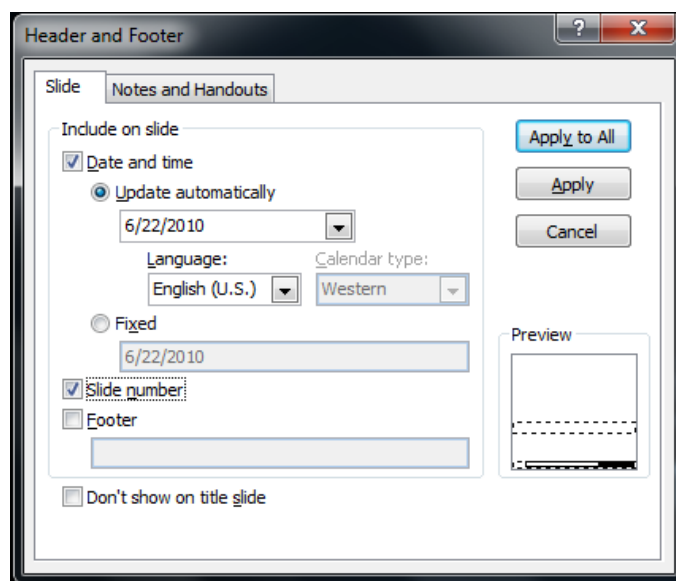 Header and Footer
? X
Slide Notes and Handouts
Include on slide
Date and time
Update automatically
6/22/2010
Language: Calendar type:
English (U.S.) Western
Fixed
6/22/2010
Slide number
Footer
Don't show on title slide
Apply to All
Apply
Cancel
Preview